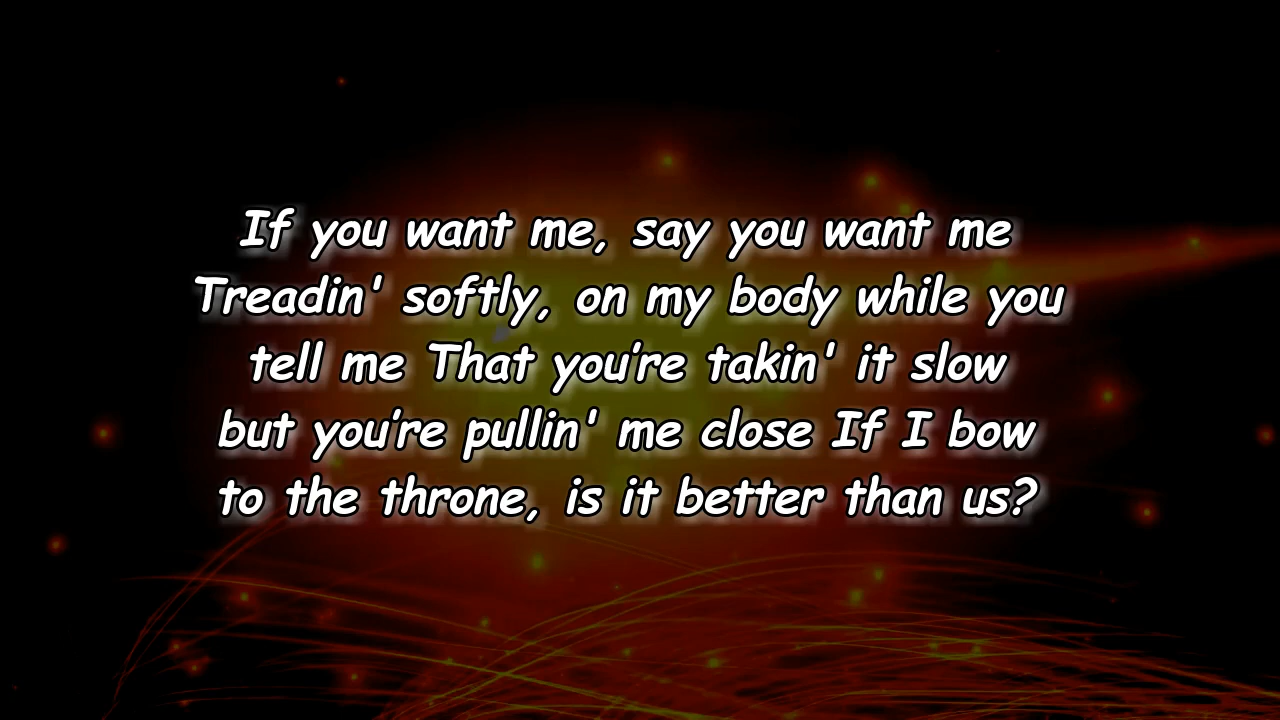 If you want me, say you want me
Treadin' softly, on my body while you
tell me That you’re takin' it slow
but you’re pullin' me close If I bow
to the throne, is it better than us?